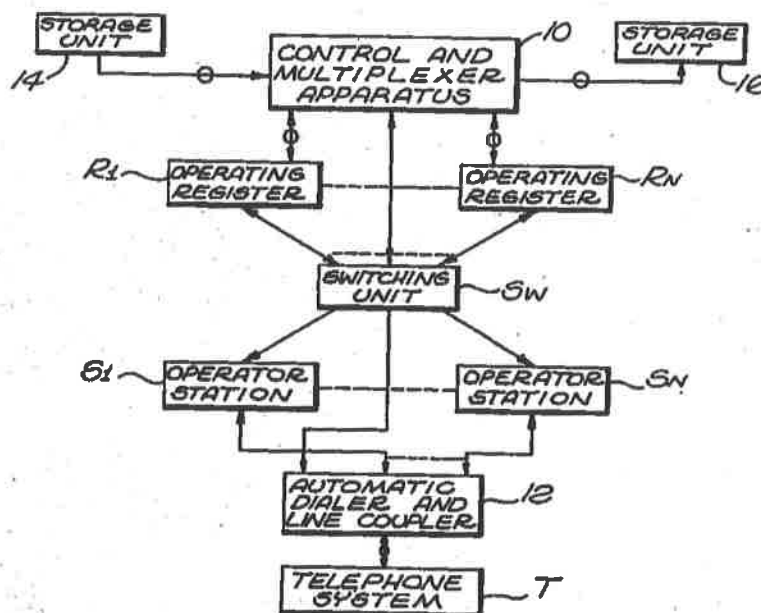 STORAGE
UNIT
14
10
CONTROL AND
MULTIPLEXER
APPARATUS
STORAGE
UNIT
16
R1
OPERATING
REGISTER
OPERATING
REGISTER
RN
SWITCHING
UNIT
SW
S1
OPERATOR
STATION
OPERATOR
STATION
SN
AUTOMATIC
DIALER AND
LINE COUPLER
12
TELEPHONE
SYSTEM
T